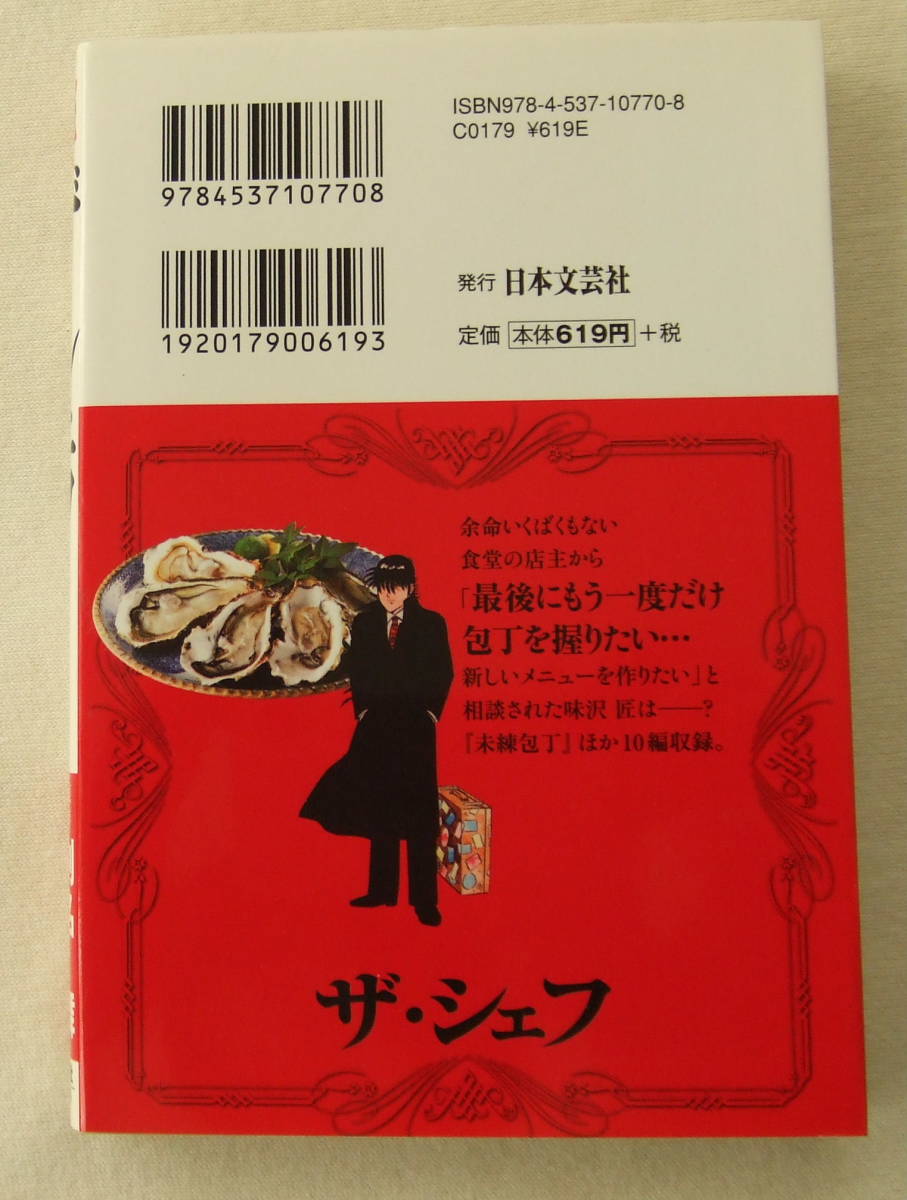 ISBN978-4-537-10770-8
C0179 ¥619E
9784537107708
発行 日本文芸社
1920179006193
定価 本体619円+税
余命いくばくもない
食堂の店主から
「最後にもう一度だけ
包丁を握りたい…
新しいメニューを作りたい」と
相談された味沢 匠は――?
『未練包丁』ほか10編収録。
ザ・シェフ